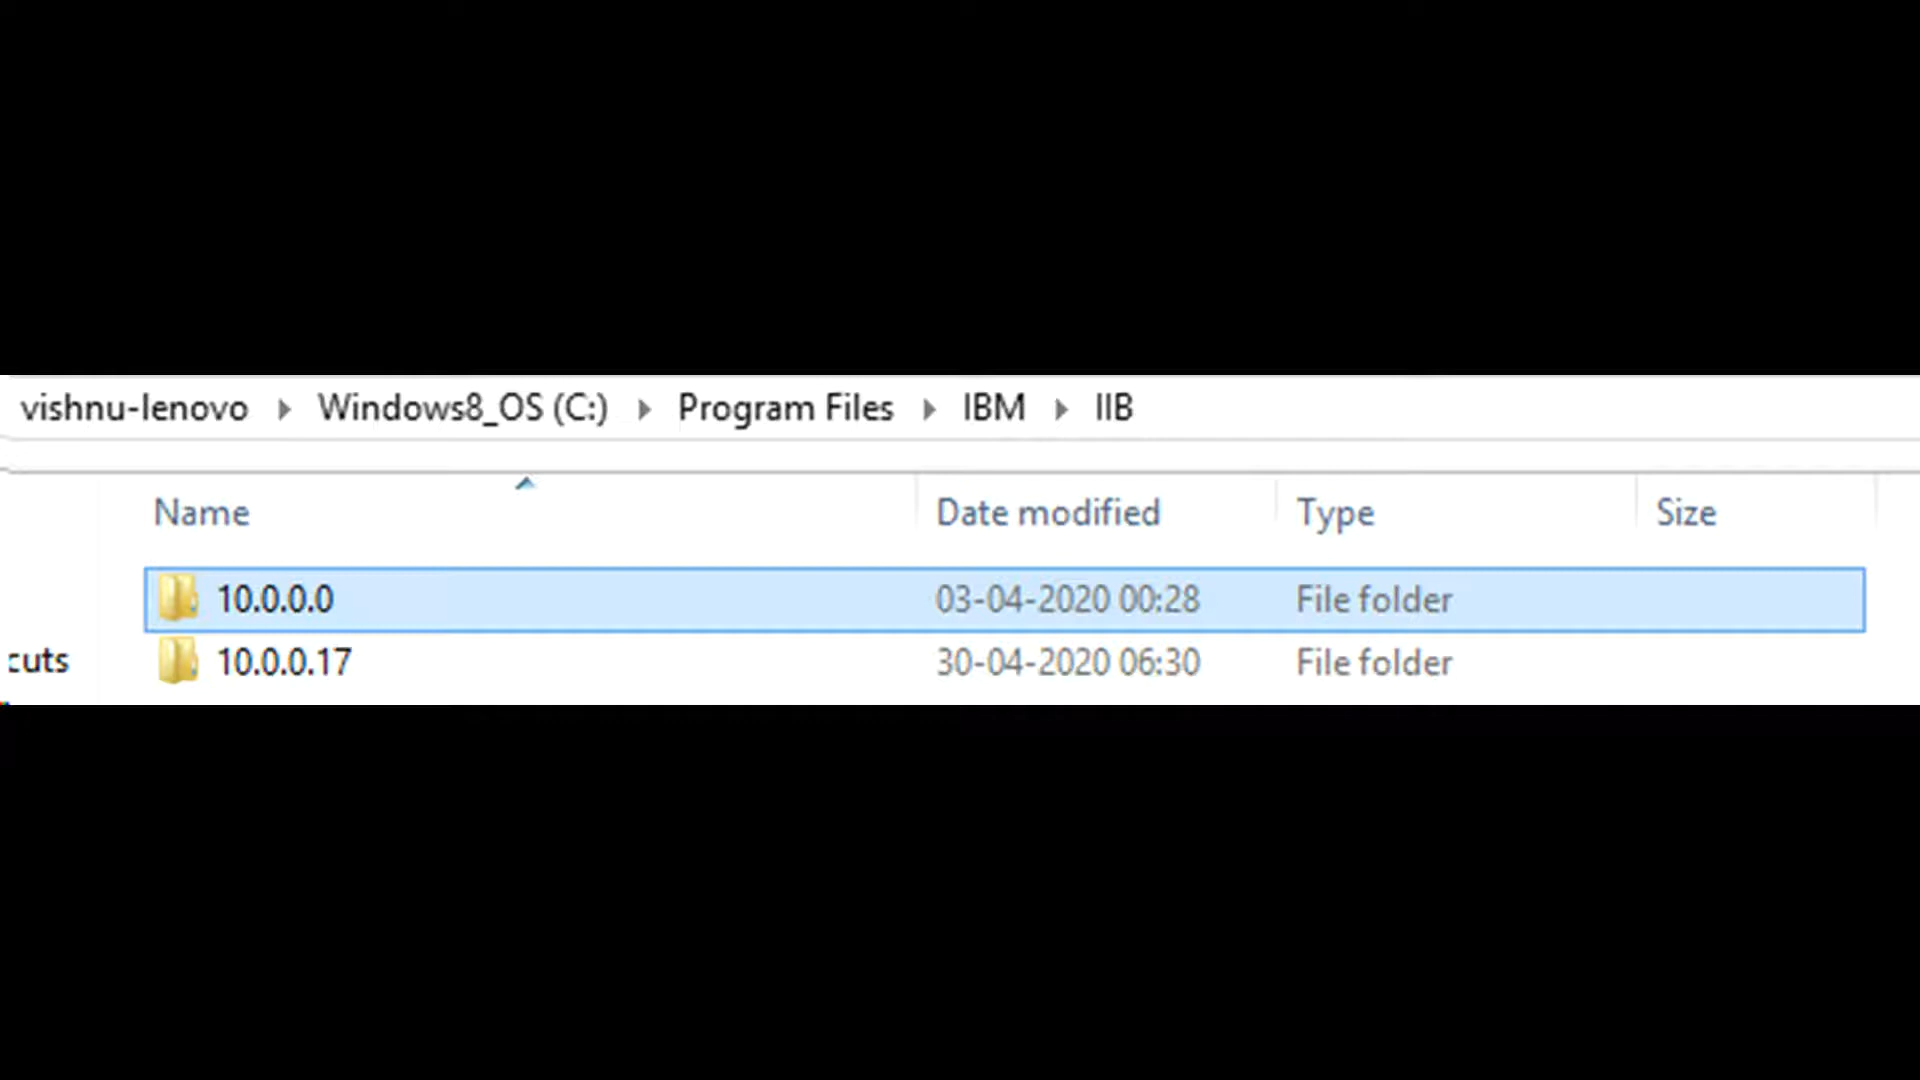 vishnu-lenovo Windows8_OS (C:) Program Files IBM IIB
Name Date modified Type Size
10.0.0.0 03-04-2020 00:28 File folder
cuts 10.0.0.17 30-04-2020 06:30 File folder